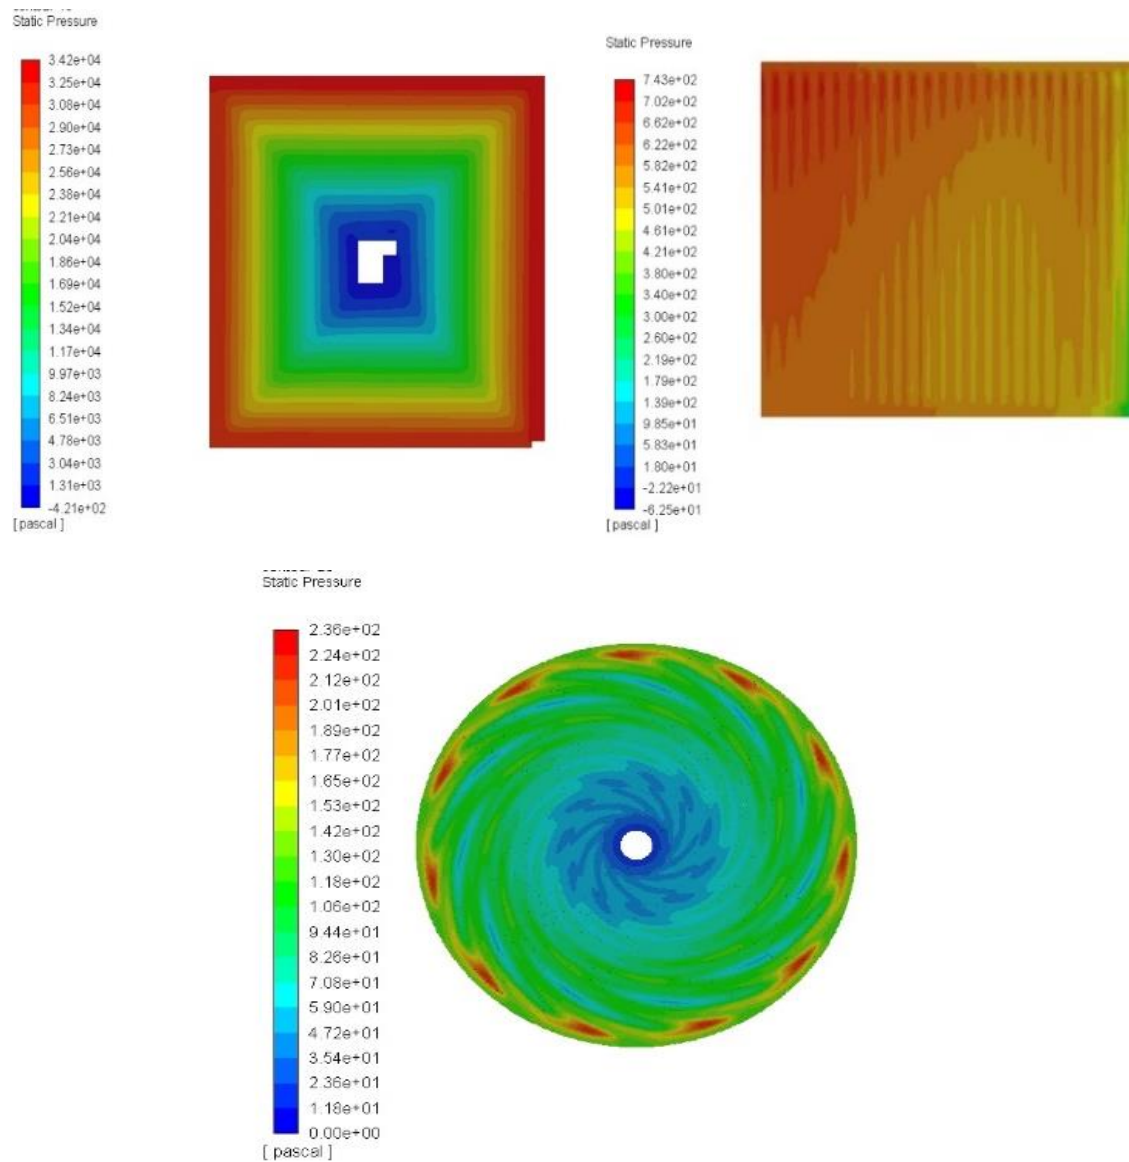 Static Pressure
3.42e+04
3.25e+04
3.08e+04
2.90e+04
2.73e+04
2.56e+04
2.38e+04
2.21e+04
2.04e+04
1.86e+04
1.69e+04
1.52e+04
1.34e+04
1.17e+04
9.97e+03
8.24e+03
6.51e+03
4.78e+03
3.04e+03
1.31e+03
-4.21e+02
[ pascal ]
Static Pressure
7.43e+02
7.02e+02
6.62e+02
6.22e+02
5.82e+02
5.41e+02
5.01e+02
4.61e+02
4.21e+02
3.80e+02
3.40e+02
3.00e+02
2.60e+02
2.19e+02
1.79e+02
1.39e+02
9.85e+01
5.83e+01
1.80e+01
-2.22e+01
-6.25e+01
[ pascal ]
Static Pressure
2.36e+02
2.24e+02
2.12e+02
2.01e+02
1.89e+02
1.77e+02
1.65e+02
1.53e+02
1.42e+02
1.30e+02
1.18e+02
1.06e+02
9.44e+01
8.26e+01
7.08e+01
5.90e+01
4.72e+01
3.54e+01
2.36e+01
1.18e+01
0.00e+00
[ pascal ]